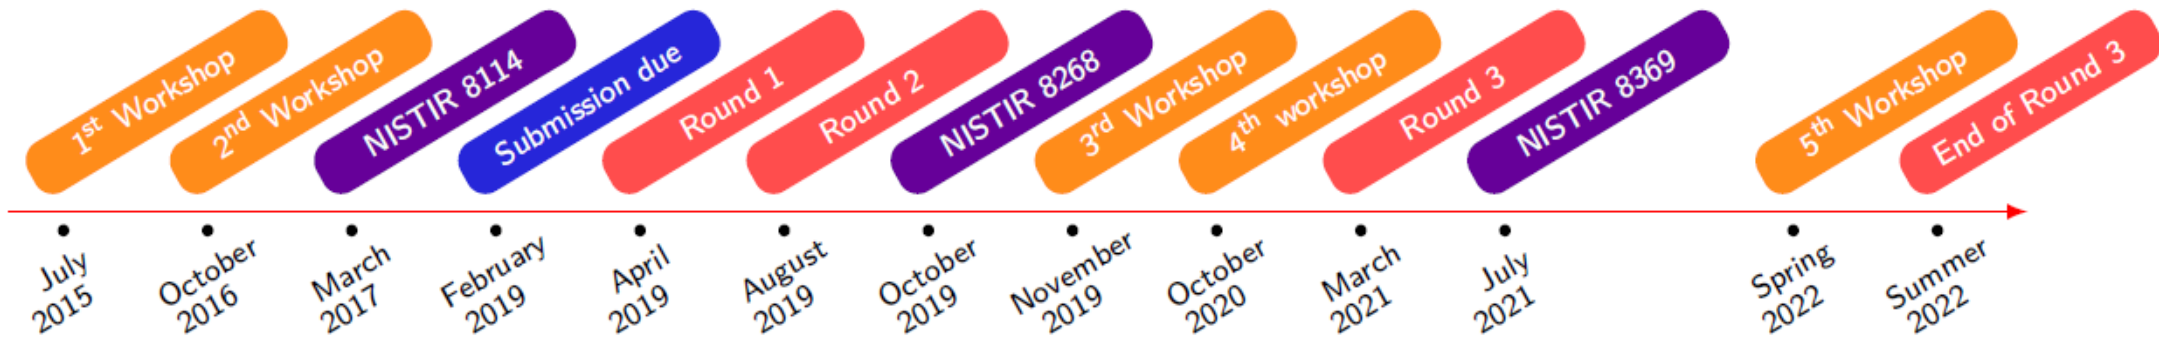 1st Workshop
2nd Workshop
NISTIR 8114
Submission due
Round 1
Round 2
NISTIR 8268
3rd Workshop
4th workshop
Round 3
NISTIR 8369
5th Workshop
End of Round 3
July
2015
October
2016
March
2017
February
2019
April
2019
August
2019
October
2019
November
2019
October
2020
March
2021
July
2021
Spring
2022
Summer
2022